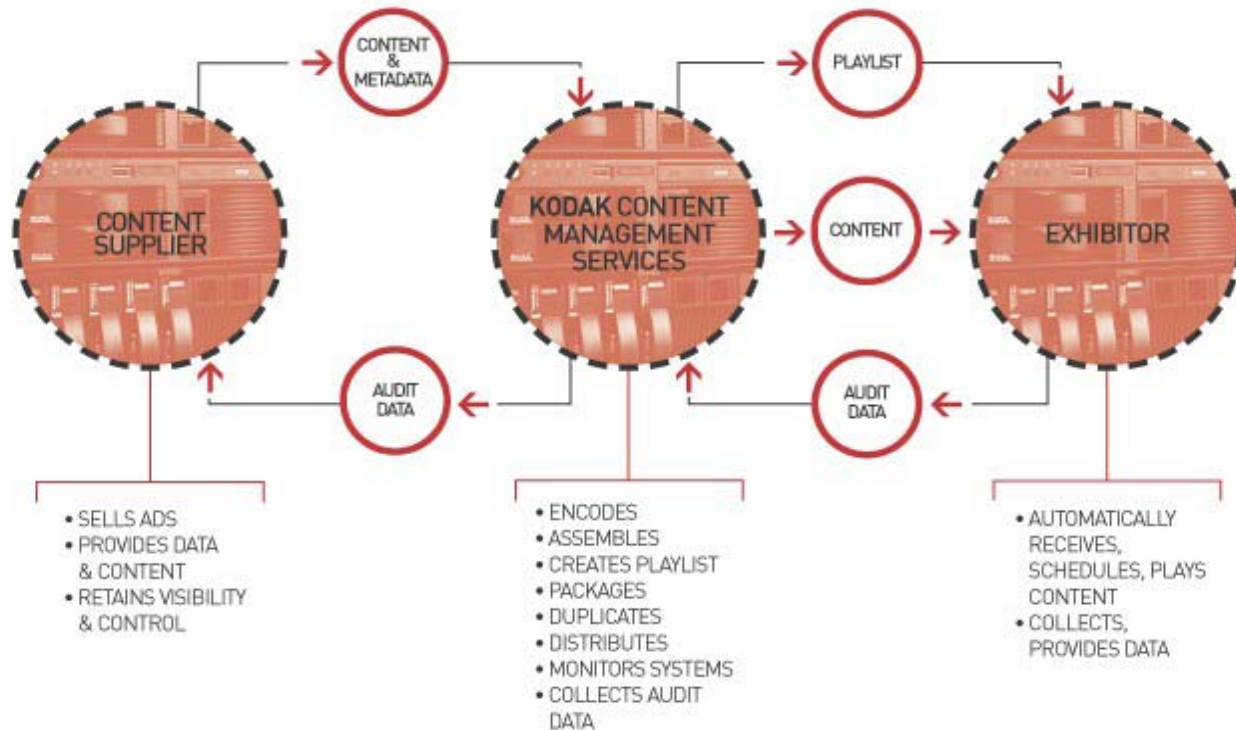 CONTENT
&
METADATA
PLAYLIST
CONTENT
SUPPLIER
KODAK CONTENT
MANAGEMENT
SERVICES
CONTENT
EXHIBITOR
AUDIT
DATA
AUDIT
DATA
• SELLS ADS
• PROVIDES DATA
& CONTENT
• RETAINS VISIBILITY
& CONTROL
• ENCODES
• ASSEMBLES
• CREATES PLAYLIST
• PACKAGES
• DUPLICATES
• DISTRIBUTES
• MONITORS SYSTEMS
• COLLECTS AUDIT
DATA
• AUTOMATICALLY
RECEIVES,
SCHEDULES, PLAYS
CONTENT
• COLLECTS,
PROVIDES DATA